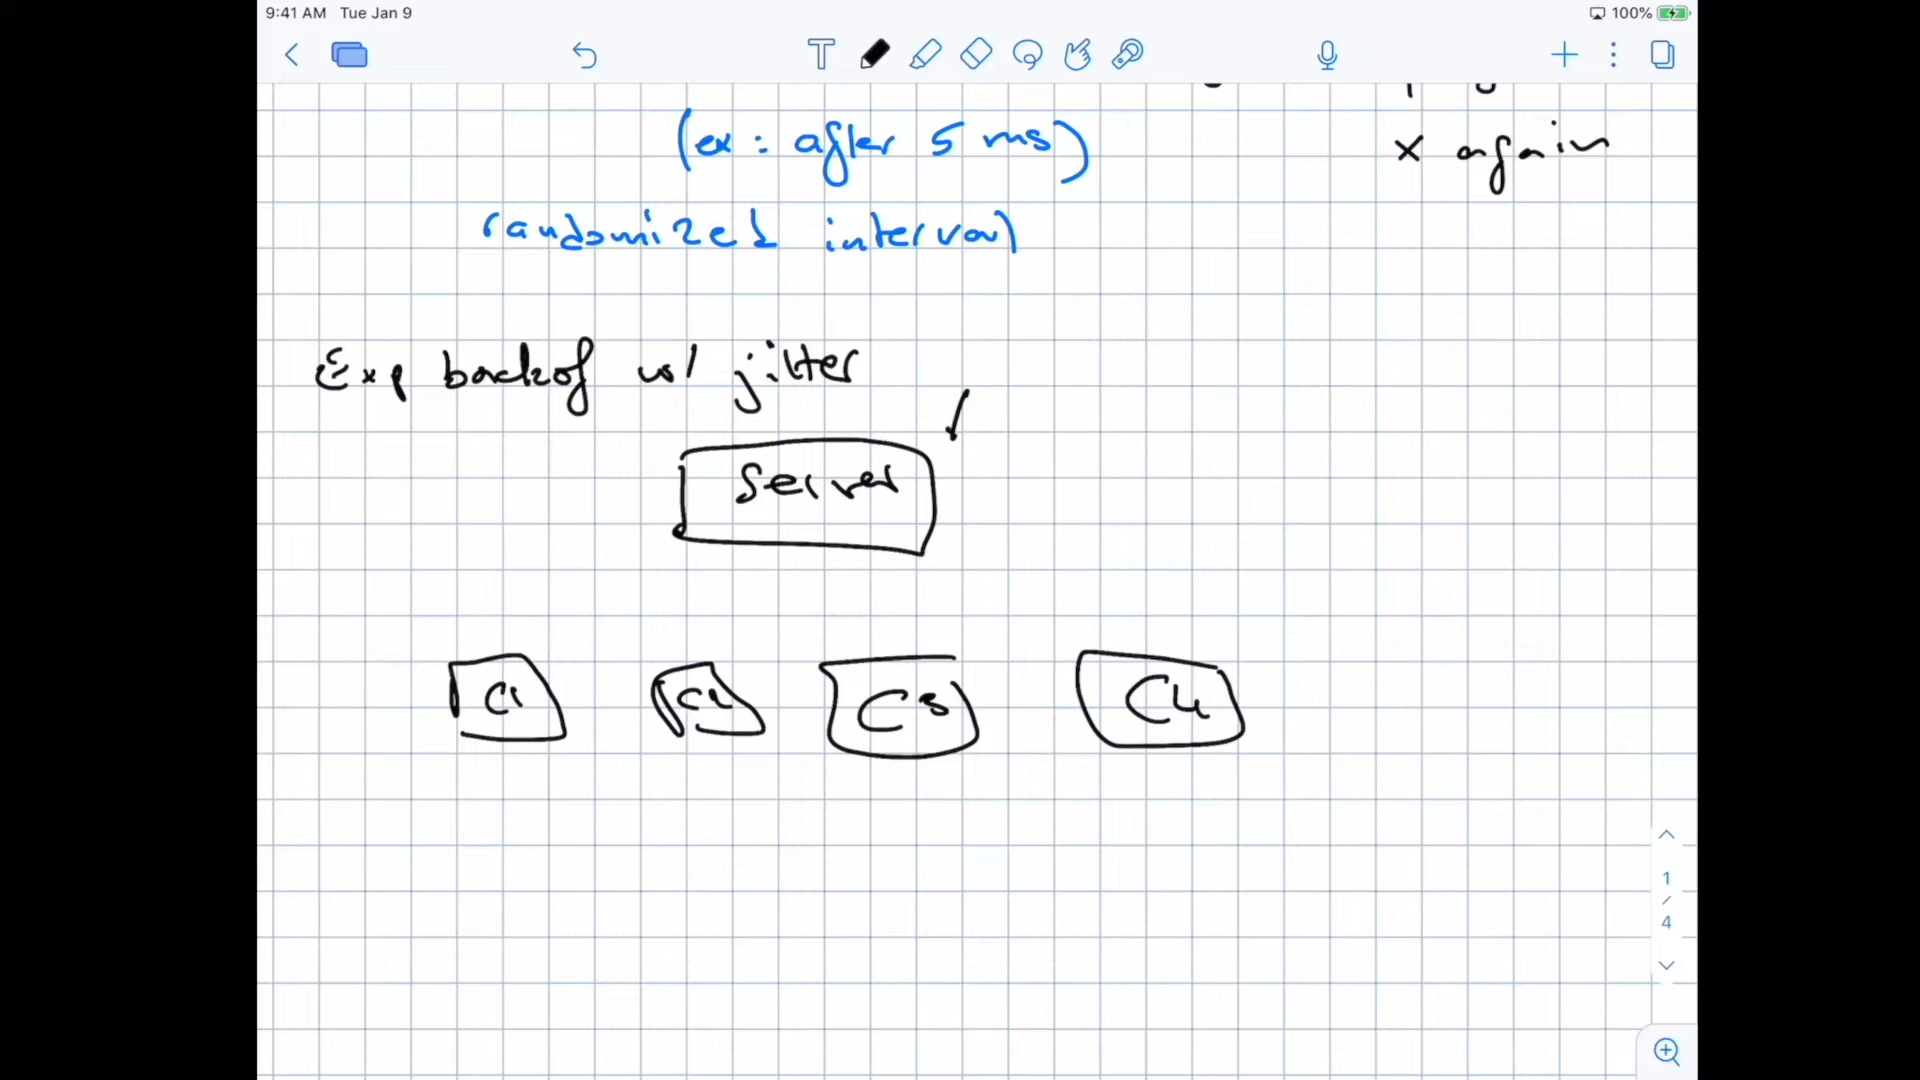 9:41 AM Tue Jan 9 100%
(ex: after 5 ms)
x again
randomized interval
Exp backof w/ jitter
Server
C1 C2 C3 C4
1
/
4